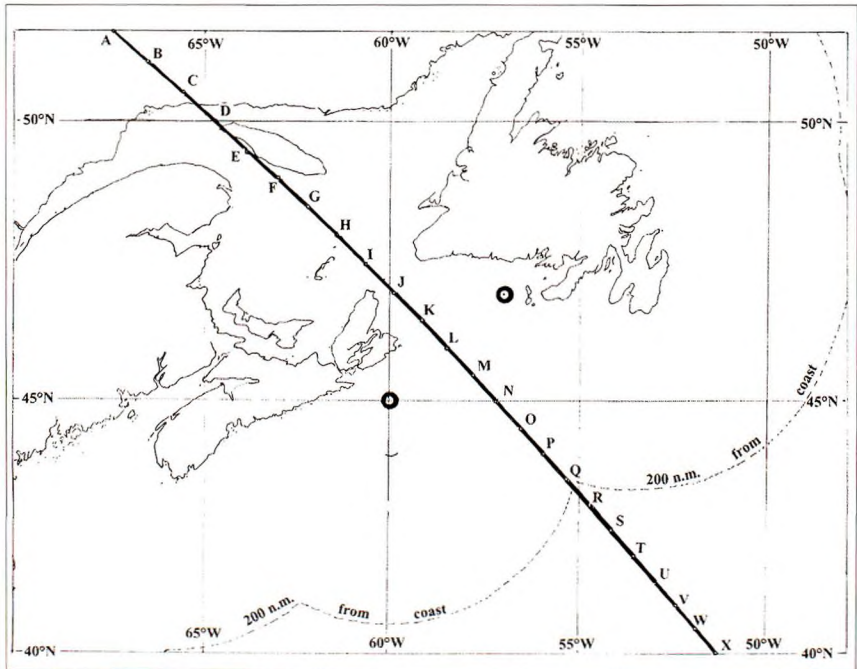 65°W 60°W 55°W 50°W
A
B
C
50°N D 50°N
E
F
G
H
I
J
K
L
M
coast
45°N N 45°N
O
P
from
Q
200 n.m.
R
S
T
U
200 n.m. from coast
V
W
40°N 65°W 60°W 55°W 50°W X 40°N